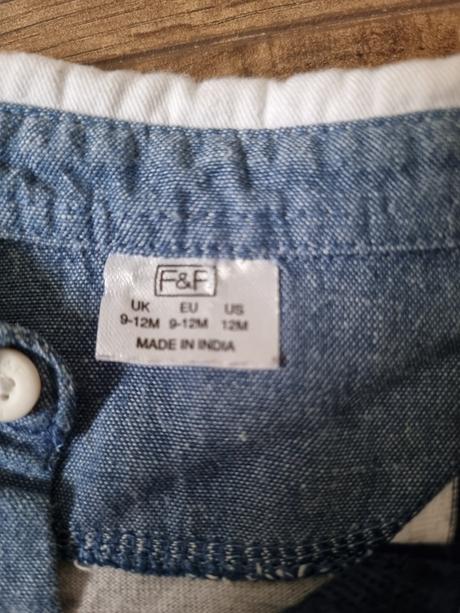 F&F
UK EU US
9-12M 9-12M 12M
MADE IN INDIA